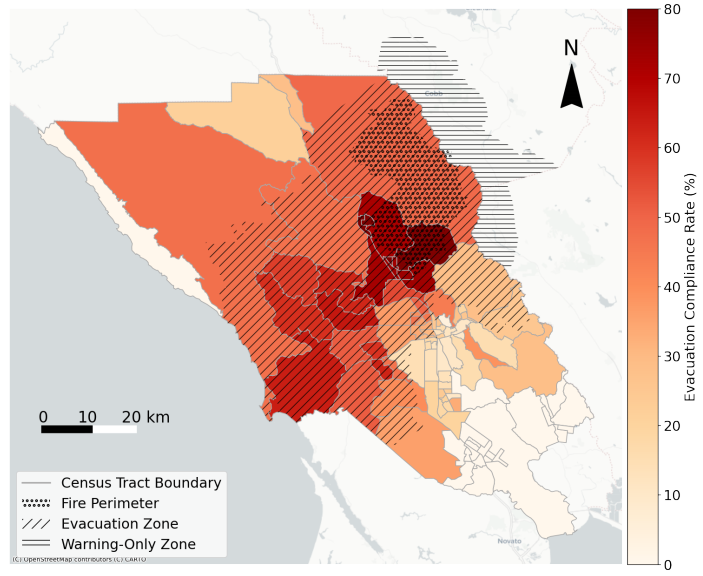 80
70
60
50
40
30
20
10
0
Evacuation Compliance Rate (%)
N
Cobb
0 10 20 km
Census Tract Boundary
Fire Perimeter
Evacuation Zone
Warning-Only Zone
Novato
(C) OpenStreetMap contributors (C) CARTO